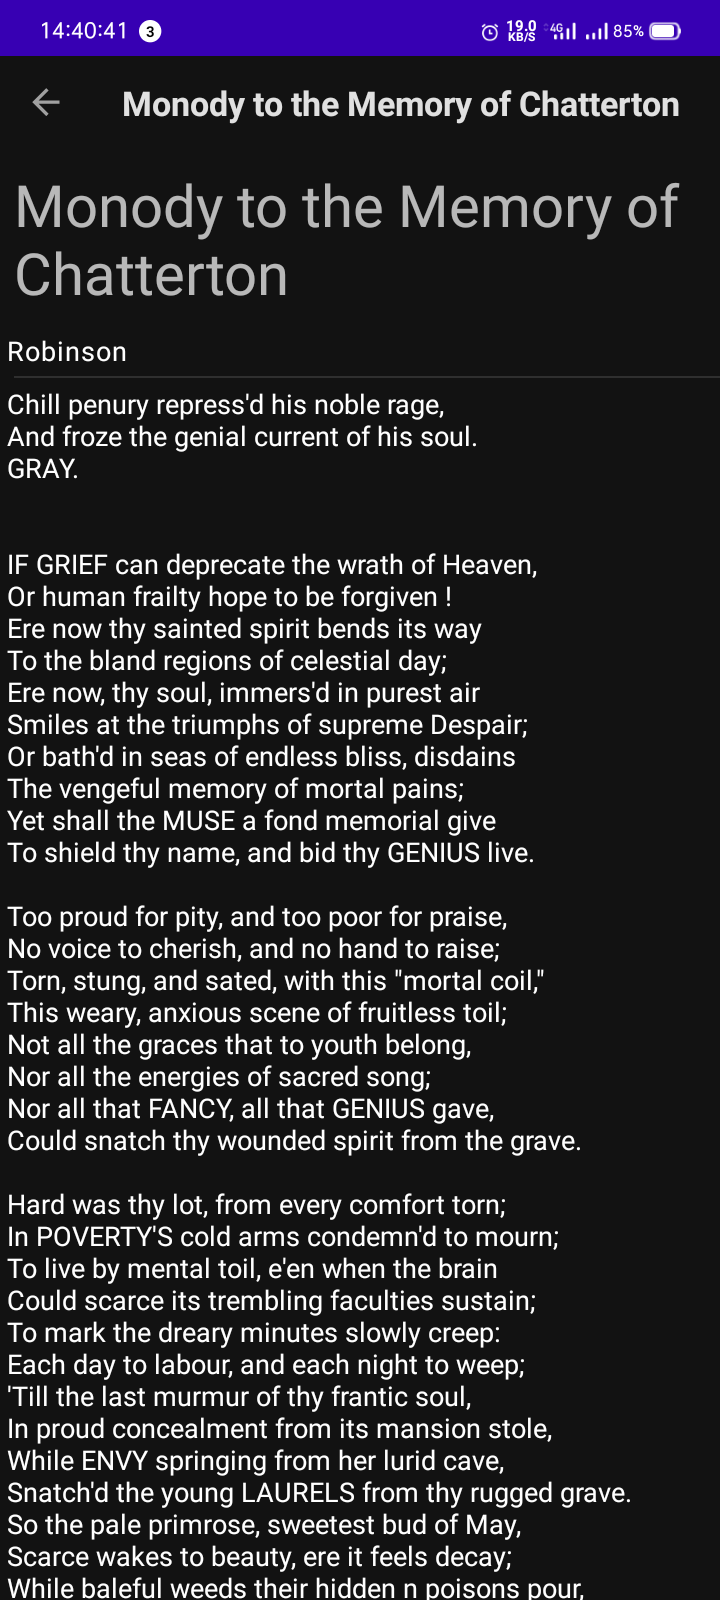 14:40:41 3 19.0 KB/S 4G 85%
Monody to the Memory of Chatterton
Monody to the Memory of
Chatterton
Robinson
Chill penury repress'd his noble rage,
And froze the genial current of his soul.
GRAY.
IF GRIEF can deprecate the wrath of Heaven,
Or human frailty hope to be forgiven !
Ere now thy sainted spirit bends its way
To the bland regions of celestial day;
Ere now, thy soul, immers'd in purest air
Smiles at the triumphs of supreme Despair;
Or bath'd in seas of endless bliss, disdains
The vengeful memory of mortal pains;
Yet shall the MUSE a fond memorial give
To shield thy name, and bid thy GENIUS live.
Too proud for pity, and too poor for praise,
No voice to cherish, and no hand to raise;
Torn, stung, and sated, with this "mortal coil,"
This weary, anxious scene of fruitless toil;
Not all the graces that to youth belong,
Nor all the energies of sacred song;
Nor all that FANCY, all that GENIUS gave,
Could snatch thy wounded spirit from the grave.
Hard was thy lot, from every comfort torn;
In POVERTY'S cold arms condemn'd to mourn;
To live by mental toil, e'en when the brain
Could scarce its trembling faculties sustain;
To mark the dreary minutes slowly creep:
Each day to labour, and each night to weep;
'Till the last murmur of thy frantic soul,
In proud concealment from its mansion stole,
While ENVY springing from her lurid cave,
Snatch'd the young LAURELS from thy rugged grave.
So the pale primrose, sweetest bud of May,
Scarce wakes to beauty, ere it feels decay;
While baleful weeds their hidden n poisons pour,